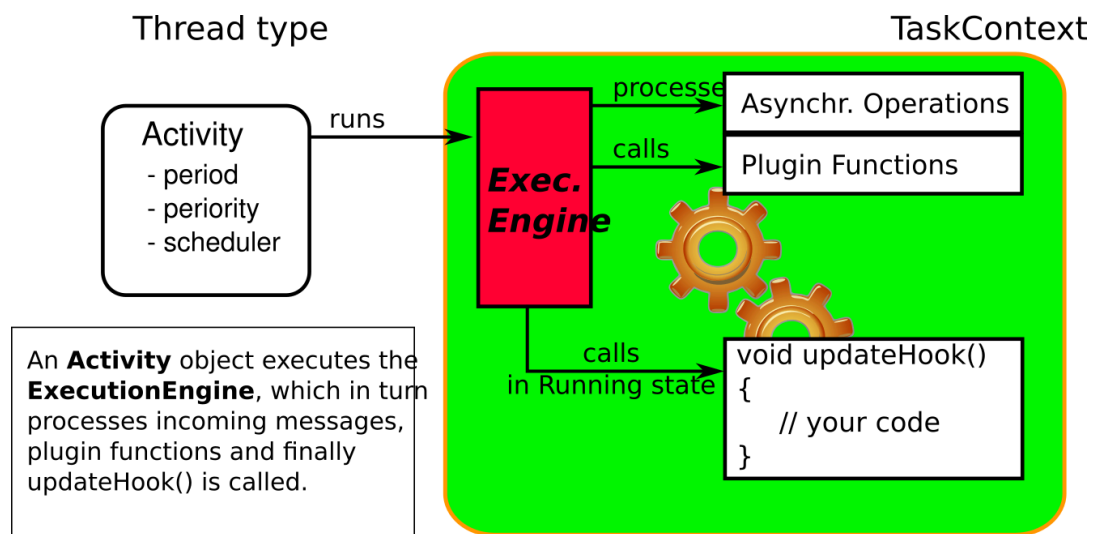 Thread type
TaskContext
Activity
- period
- periority
- scheduler
runs
Exec.
Engine
processe
Asynchr. Operations
calls
Plugin Functions
calls
in Running state
void updateHook()
{
// your code
}
An Activity object executes the
ExecutionEngine, which in turn
processes incoming messages,
plugin functions and finally
updateHook() is called.